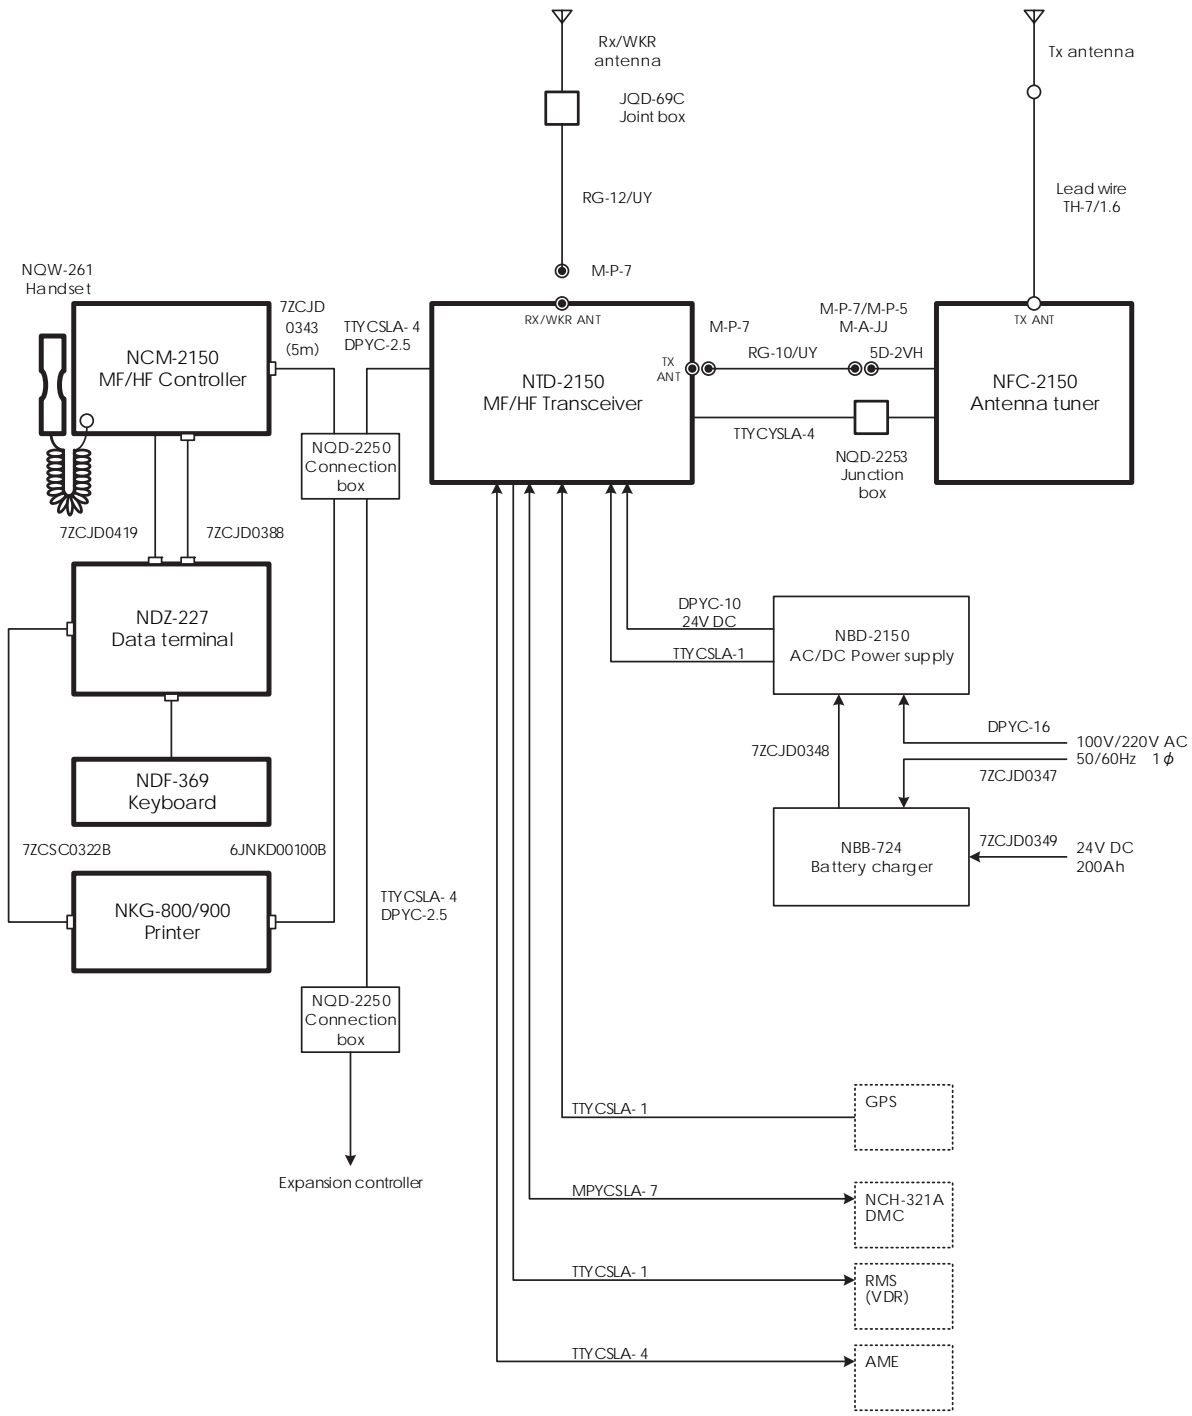 Rx/WKR
antenna
Tx antenna
JQD-69C
Joint box
RG-12/UY
Lead wire
TH-7/1.6
M-P-7
NQW-261
Handset
7ZCJD
0343
(5m)
TTYCSLA- 4
DPYC-2.5
NCM-2150
MF/HF Controller
RX/WKR ANT
NTD-2150
MF/HF Transceiver
TX
ANT
M-P-7
RG-10/UY
M-P-7/M-P-5
M-A-JJ
5D-2VH
TX ANT
NFC-2150
Antenna tuner
TTYCYSLA-4
NQD-2253
Junction
box
NQD-2250
Connection
box
7ZCJD0419
7ZCJD0388
NDZ-227
Data terminal
DPYC-10
24V DC
TTYCSLA-1
NBD-2150
AC/DC Power supply
DPYC-16
100V/220V AC
50/60Hz 1ϕ
7ZCJD0348
7ZCJD0347
NDF-369
Keyboard
7ZCSC0322B
6JNKD00100B
NBB-724
Battery charger
7ZCJD0349
24V DC
200Ah
NKG-800/900
Printer
TTYCSLA- 4
DPYC-2.5
NQD-2250
Connection
box
Expansion controller
TTYCSLA- 1
GPS
MPYCSLA- 7
NCH-321A
DMC
TTYCSLA- 1
RMS
(VDR)
TTYCSLA- 4
AME